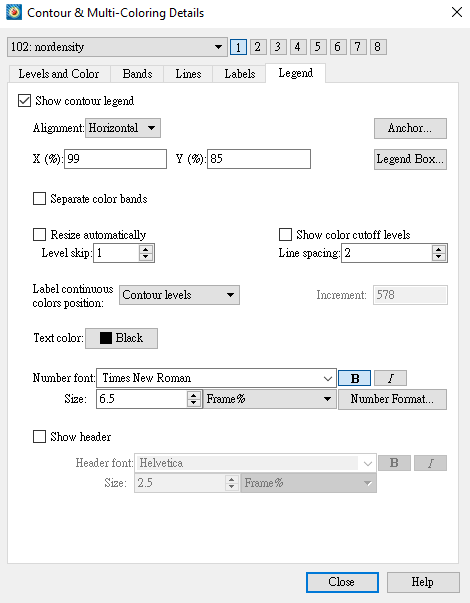 Contour & Multi-Coloring Details
102: nordensity 1 2 3 4 5 6 7 8
Levels and Color Bands Lines Labels Legend
Show contour legend
Alignment: Horizontal Anchor...
X (%): 99 Y (%): 85 Legend Box...
Separate color bands
Resize automatically Show color cutoff levels
Level skip: 1 Line spacing: 2
Label continuous
colors position: Contour levels Increment: 578
Text color: Black
Number font: Times New Roman B I
Size: 6.5 Frame% Number Format...
Show header
Header font: Helvetica B I
Size: 2.5 Frame%
Close Help